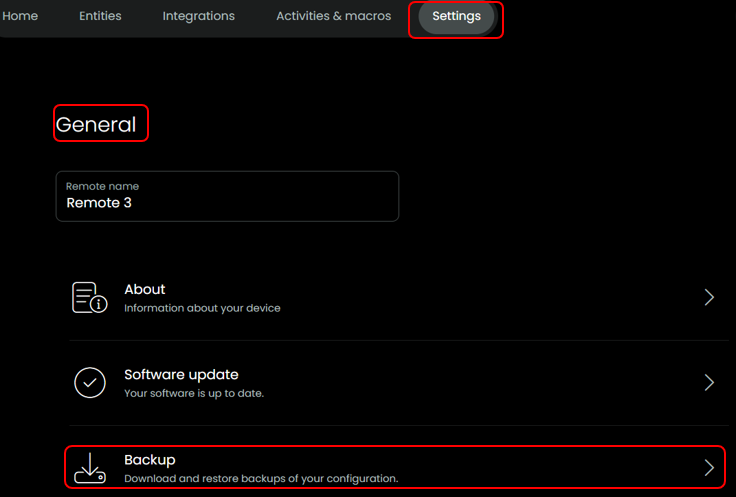 Home Entities Integrations Activities & macros Settings
General
Remote name
Remote 3
About
Information about your device
Software update
Your software is up to date.
Backup
Download and restore backups of your configuration.